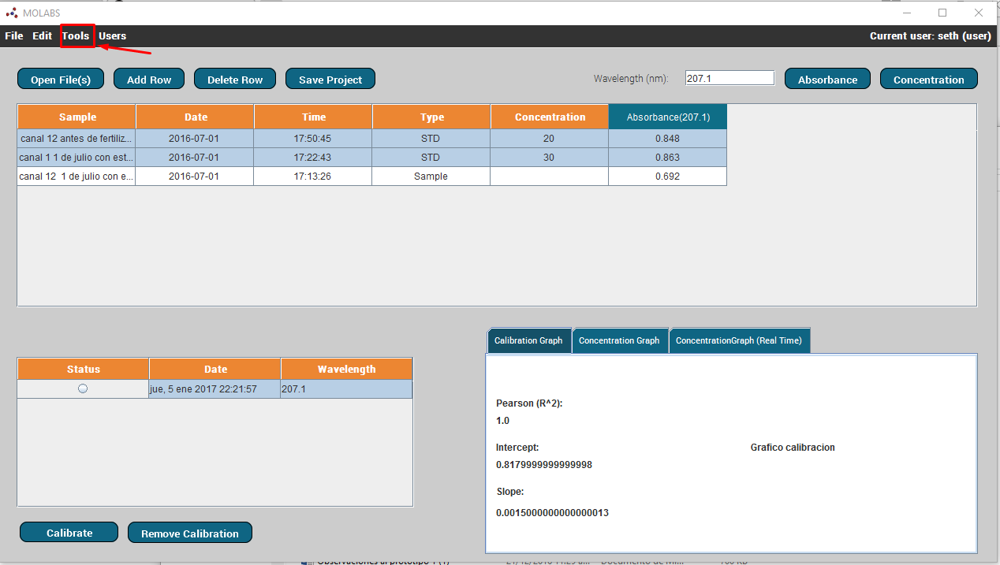 MOLABS
File Edit Tools Users Current user: seth (user)
Open File(s) Add Row Delete Row Save Project Wavelength (nm): 207.1 Absorbance Concentration
Sample Date Time Type Concentration Absorbance(207.1)
canal 12 antes de fertiliz... 2016-07-01 17:50:45 STD 20 0.848
canal 1 1 de julio con est... 2016-07-01 17:22:43 STD 30 0.863
canal 12 1 de julio con e... 2016-07-01 17:13:26 Sample 0.692
Status Date Wavelength
jue, 5 ene 2017 22:21:57 207.1
Calibrate Remove Calibration
Calibration Graph Concentration Graph ConcentrationGraph (Real Time)
Pearson (R^2):
1.0
Intercept: Grafico calibracion
0.8179999999999998
Slope:
0.0015000000000000013